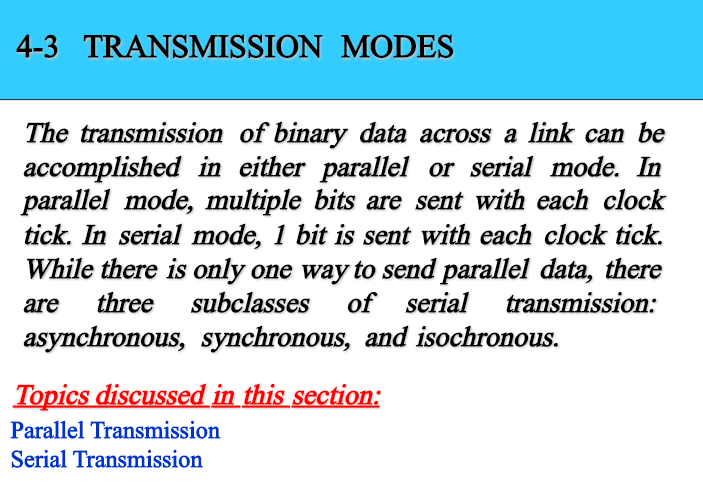 4-3 TRANSMISSION MODES
The transmission of binary data across a link can be
accomplished in either parallel or serial mode. In
parallel mode, multiple bits are sent with each clock
tick. In serial mode, 1 bit is sent with each clock tick.
While there is only one way to send parallel data, there
are three subclasses of serial transmission:
asynchronous, synchronous, and isochronous.
Topics discussed in this section:
Parallel Transmission
Serial Transmission